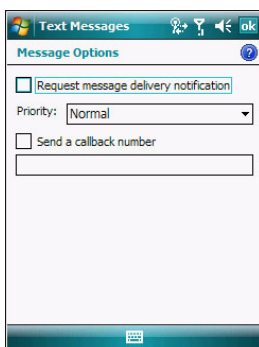 Text Messages ok
Message Options ?
Request message delivery notification
Priority: Normal
Send a callback number